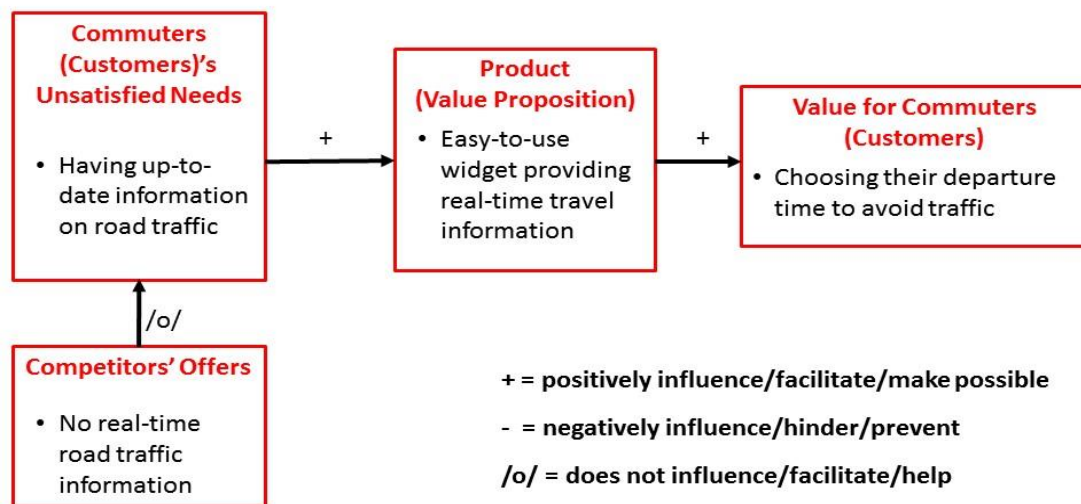 Commuters
(Customers)'s
Unsatisfied Needs
• Having up-to-
date information
on road traffic
+
Product
(Value Proposition)
• Easy-to-use
widget providing
real-time travel
information
+
Value for Commuters
(Customers)
• Choosing their departure
time to avoid traffic
/o/
Competitors' Offers
• No real-time
road traffic
information
+ = positively influence/facilitate/make possible
- = negatively influence/hinder/prevent
/o/ = does not influence/facilitate/help